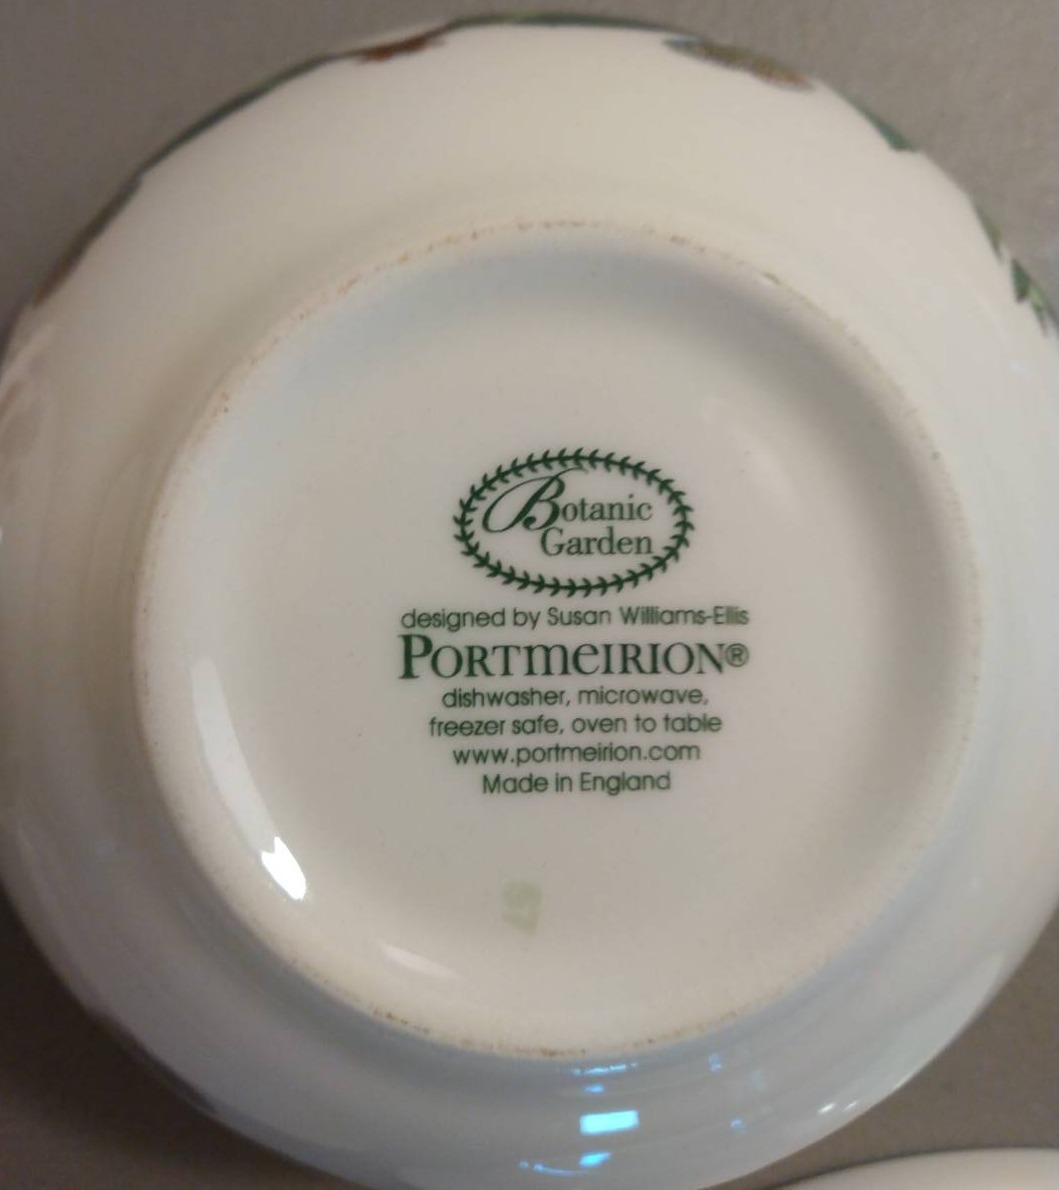 Botanic
Garden
designed by Susan Williams-Ellis
PORTMEIRION®
dishwasher, microwave,
freezer safe, oven to table
www.portmeirion.com
Made in England